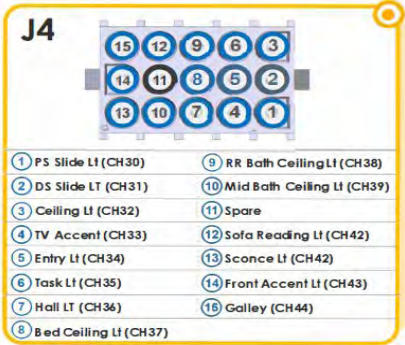 J4
15 12 9 6 3
14 11 8 5 2
13 10 7 4 1
1 PS Slide Lt (CH30)
2 DS Slide LT (CH31)
3 Ceiling Lt (CH32)
4 TV Accent (CH33)
5 Entry Lt (CH34)
6 Task Lt (CH35)
7 Hall LT (CH36)
8 Bed Ceiling Lt (CH37)
9 RR Bath Ceiling Lt (CH38)
10 Mid Bath Ceiling Lt (CH39)
11 Spare
12 Sofa Reading Lt (CH42)
13 Sconce Lt (CH42)
14 Front Accent Lt (CH43)
15 Galley (CH44)